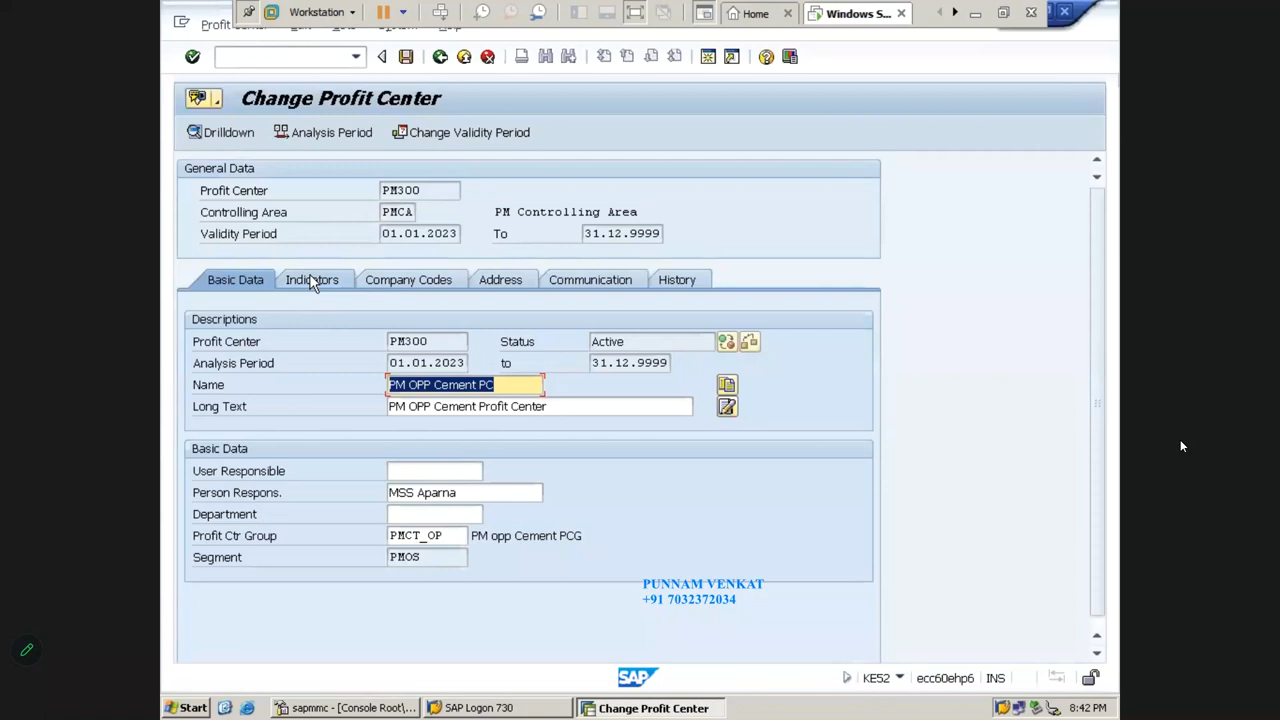 Workstation
Home
Windows S...
Profit Center
Change Profit Center
Drilldown Analysis Period Change Validity Period
General Data
Profit Center PM300
Controlling Area PMCA PM Controlling Area
Validity Period 01.01.2023 To 31.12.9999
Basic Data Indicators Company Codes Address Communication History
Descriptions
Profit Center PM300 Status Active
Analysis Period 01.01.2023 to 31.12.9999
Name PM OPP Cement PC
Long Text PM OPP Cement Profit Center
Basic Data
User Responsible
Person Respons. MSS Aparna
Department
Profit Ctr Group PMCT_OP PM opp Cement PCG
Segment PMOS
PUNNAM VENKAT
+91 7032372034
SAP
KE52 ecc60ehp6 INS
Start sapmmc - [Console Root\... SAP Logon 730 Change Profit Center 8:42 PM